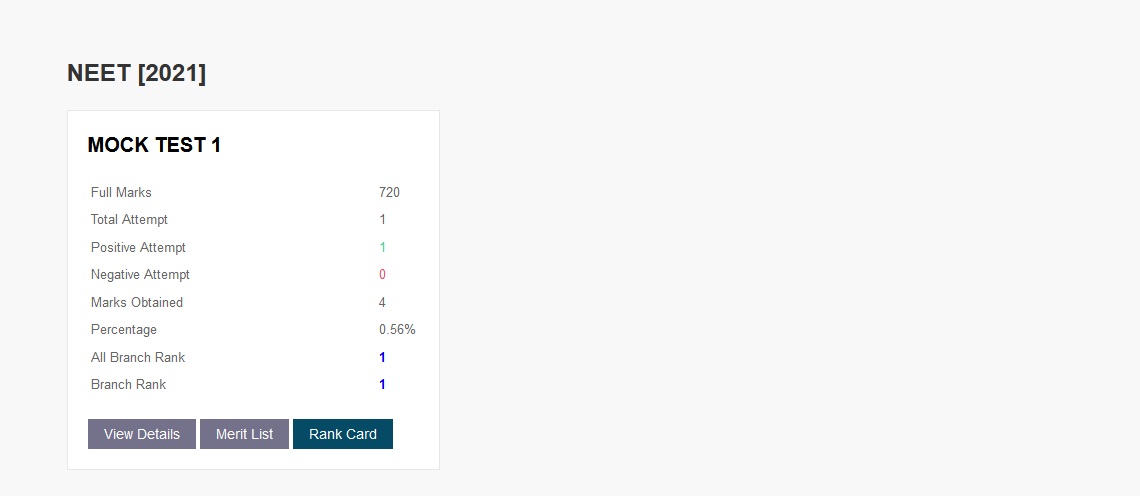 NEET [2021]
MOCK TEST 1
Full Marks 720
Total Attempt 1
Positive Attempt 1
Negative Attempt 0
Marks Obtained 4
Percentage 0.56%
All Branch Rank 1
Branch Rank 1
View Details Merit List Rank Card